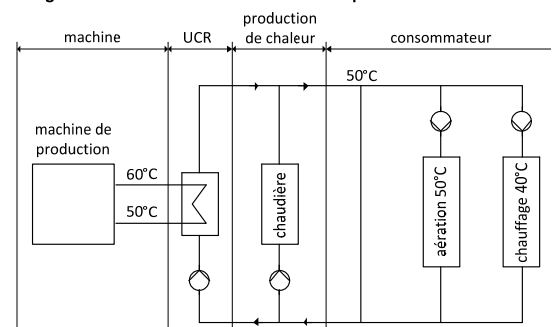 machine
UCR
production
de chaleur
consommateur
50°C
machine de
production
60°C
50°C
chaudière
aération 50°C
chauffage 40°C